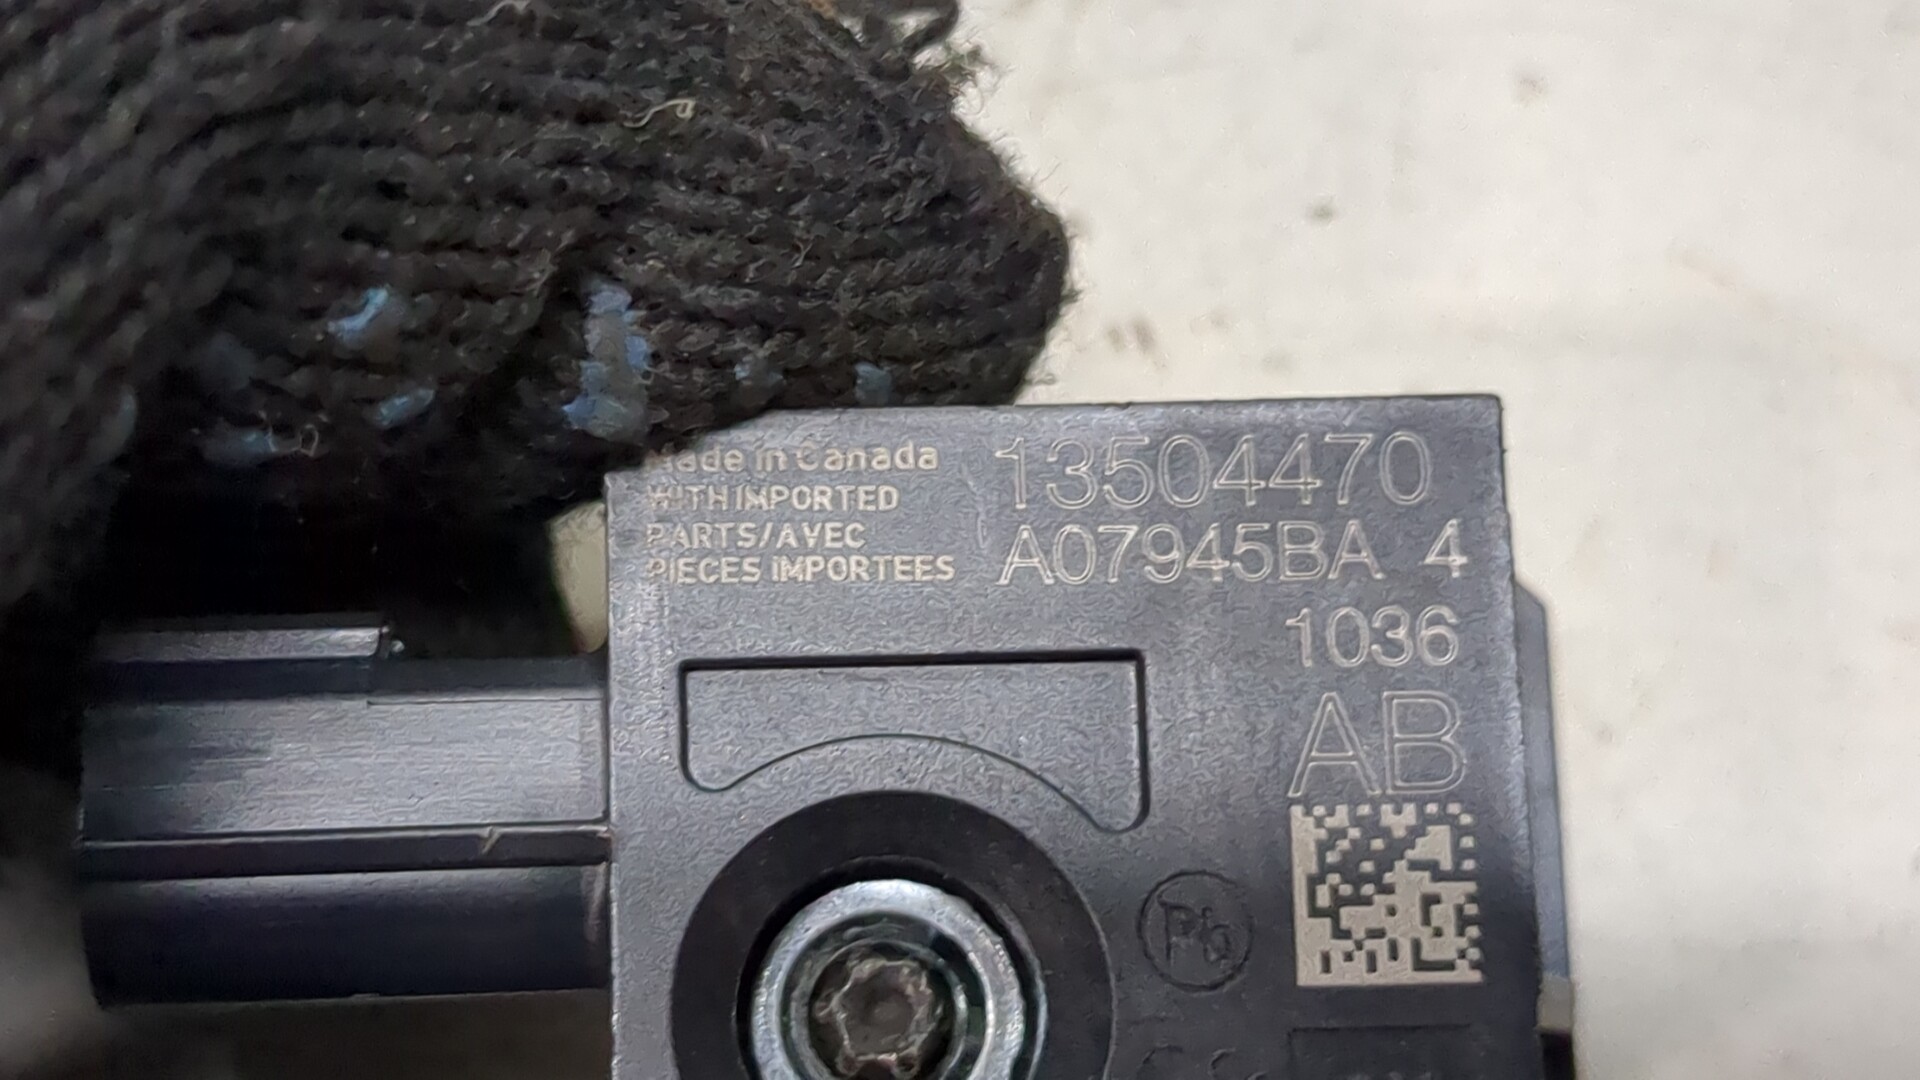 Made in Canada
WITH IMPORTED
PARTS/AVEC
PIECES IMPORTEES
13504470
A07945BA 4
1036
AB
Pb